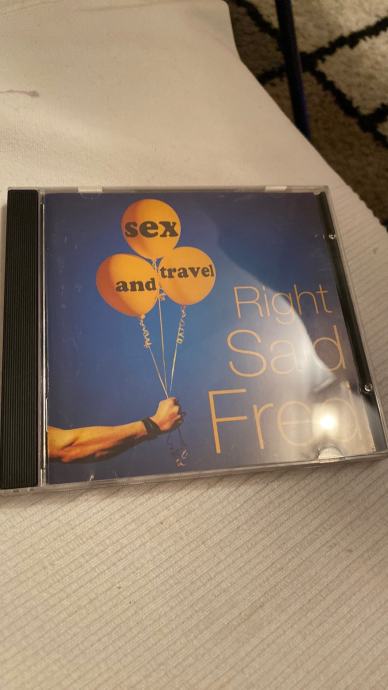 sex
and travel
Right
Said
Fred